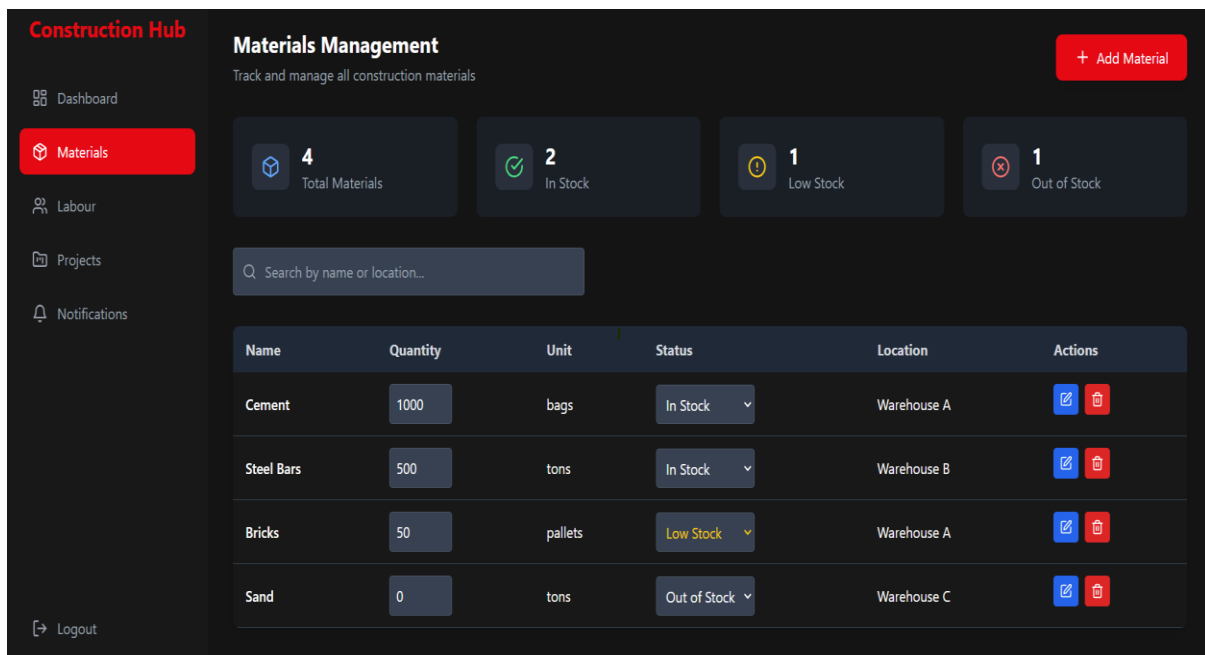 Construction Hub
Dashboard
Materials
Labour
Projects
Notifications
Logout
Materials Management
Track and manage all construction materials
+ Add Material
4
Total Materials
2
In Stock
1
Low Stock
1
Out of Stock
Search by name or location...
Name Quantity Unit Status Location Actions
Cement 1000 bags In Stock Warehouse A
Steel Bars 500 tons In Stock Warehouse B
Bricks 50 pallets Low Stock Warehouse A
Sand 0 tons Out of Stock Warehouse C